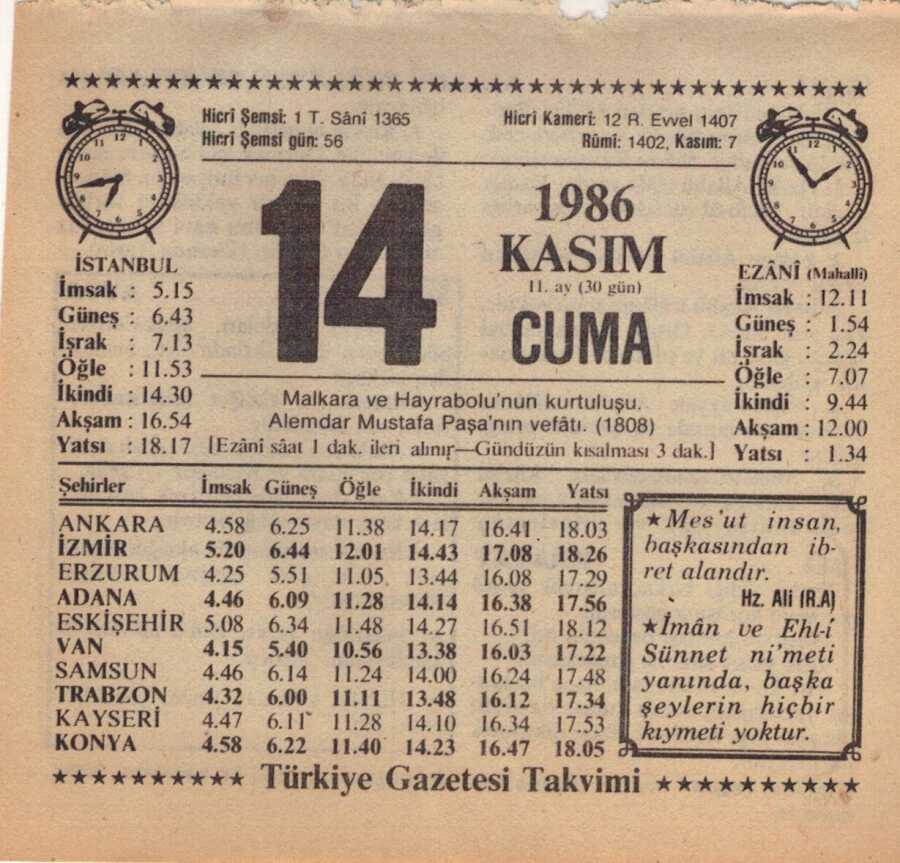 Hicrî Şemsî: 1 T. Sânî 1365
Hicrî Şemsî gün: 56
Hicrî Kamerî: 12 R. Evvel 1407
Rûmî: 1402, Kasım: 7
14
1986
KASIM
11. ay (30 gün)
CUMA
İSTANBUL
İmsak : 5.15
Güneş : 6.43
İşrak : 7.13
Öğle : 11.53
İkindi : 14.30
Akşam : 16.54
Yatsı : 18.17
EZÂNÎ (Mahalli)
İmsak : 12.11
Güneş : 1.54
İşrak : 2.24
Öğle : 7.07
İkindi : 9.44
Akşam : 12.00
Yatsı : 1.34
Malkara ve Hayrabolu'nun kurtuluşu.
Alemdar Mustafa Paşa'nın vefâtı. (1808)
[Ezânî sâat 1 dak. ileri alınır—Gündüzün kısalması 3 dak.]
Şehirler İmsak Güneş Öğle İkindi Akşam Yatsı
ANKARA 4.58 6.25 11.38 14.17 16.41 18.03
İZMİR 5.20 6.44 12.01 14.43 17.08 18.26
ERZURUM 4.25 5.51 11.05 13.44 16.08 17.29
ADANA 4.46 6.09 11.28 14.14 16.38 17.56
ESKİŞEHİR 5.08 6.34 11.48 14.27 16.51 18.12
VAN 4.15 5.40 10.56 13.38 16.03 17.22
SAMSUN 4.46 6.14 11.24 14.00 16.24 17.48
TRABZON 4.32 6.00 11.11 13.48 16.12 17.34
KAYSERİ 4.47 6.11 11.28 14.10 16.34 17.53
KONYA 4.58 6.22 11.40 14.23 16.47 18.05
★Mes'ut insan,
başkasından ib-
ret alandır.
Hz. Ali (R.A)
★İmân ve Ehl-i
Sünnet ni'meti
yanında, başka
şeylerin hiçbir
kıymeti yoktur.
★★★★★★★★★★ Türkiye Gazetesi Takvimi ★★★★★★★★★★